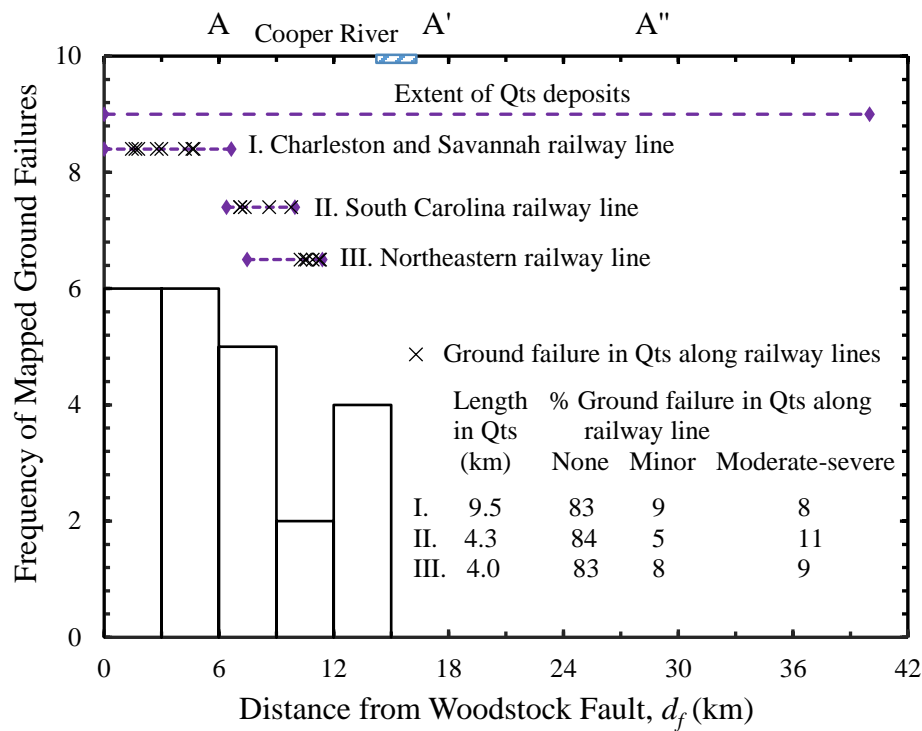 A A' A"
Cooper River
10
Extent of Qts deposits
I. Charleston and Savannah railway line
8
II. South Carolina railway line
III. Northeastern railway line
6
Ground failure in Qts along railway lines
Length in Qts (km)
% Ground failure in Qts along railway line
None Minor Moderate-severe
I. 9.5 83 9 8
II. 4.3 84 5 11
III. 4.0 83 8 9
4
2
0
Frequency of Mapped Ground Failures
0 6 12 18 24 30 36 42
Distance from Woodstock Fault, df (km)